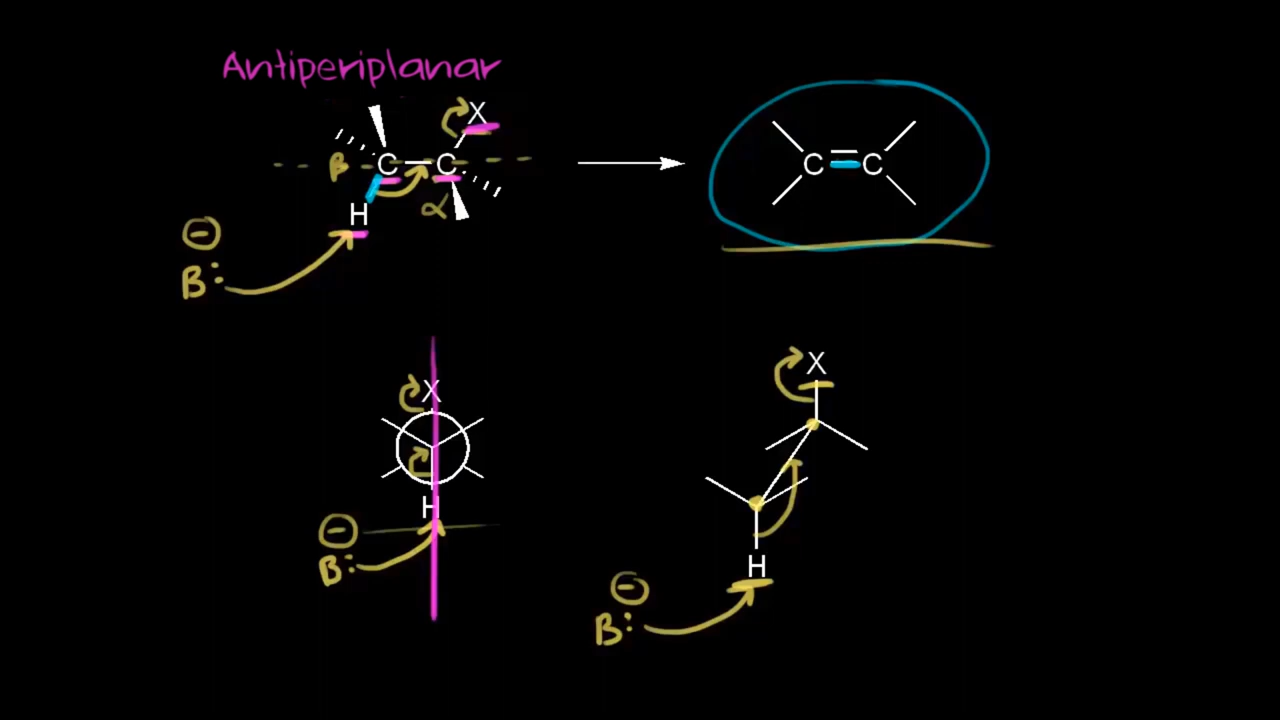 Antiperiplanar
X
β C C C=C
H α
⊖
B:
X
H
⊖
B:
X
H
⊖
B: